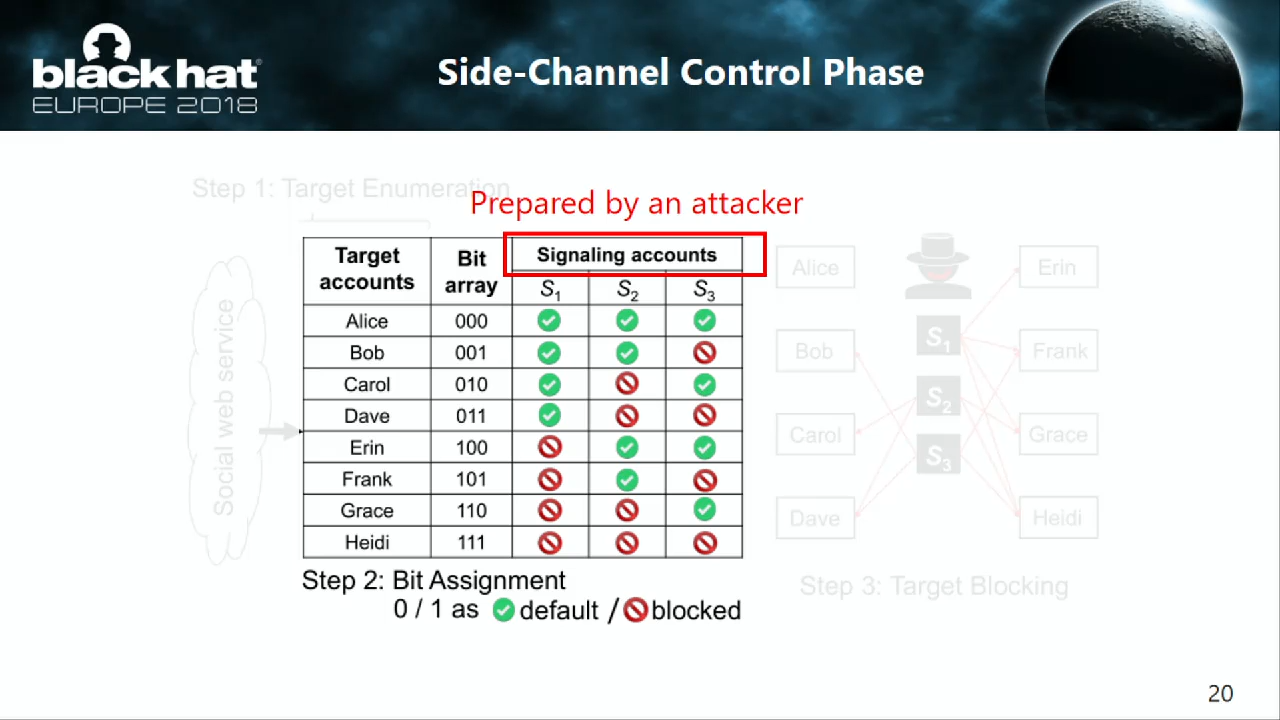 black hat
EUROPE 2018
Side-Channel Control Phase
Step 1: Target Enumeration
Prepared by an attacker
Social web service
Target accounts Bit array Signaling accounts
S1 S2 S3
Alice 000
Bob 001
Carol 010
Dave 011
Erin 100
Frank 101
Grace 110
Heidi 111
Step 2: Bit Assignment
0 / 1 as default / blocked
Alice Erin
S1
Bob Frank
S2
Carol Grace
S3
Dave Heidi
Step 3: Target Blocking
20